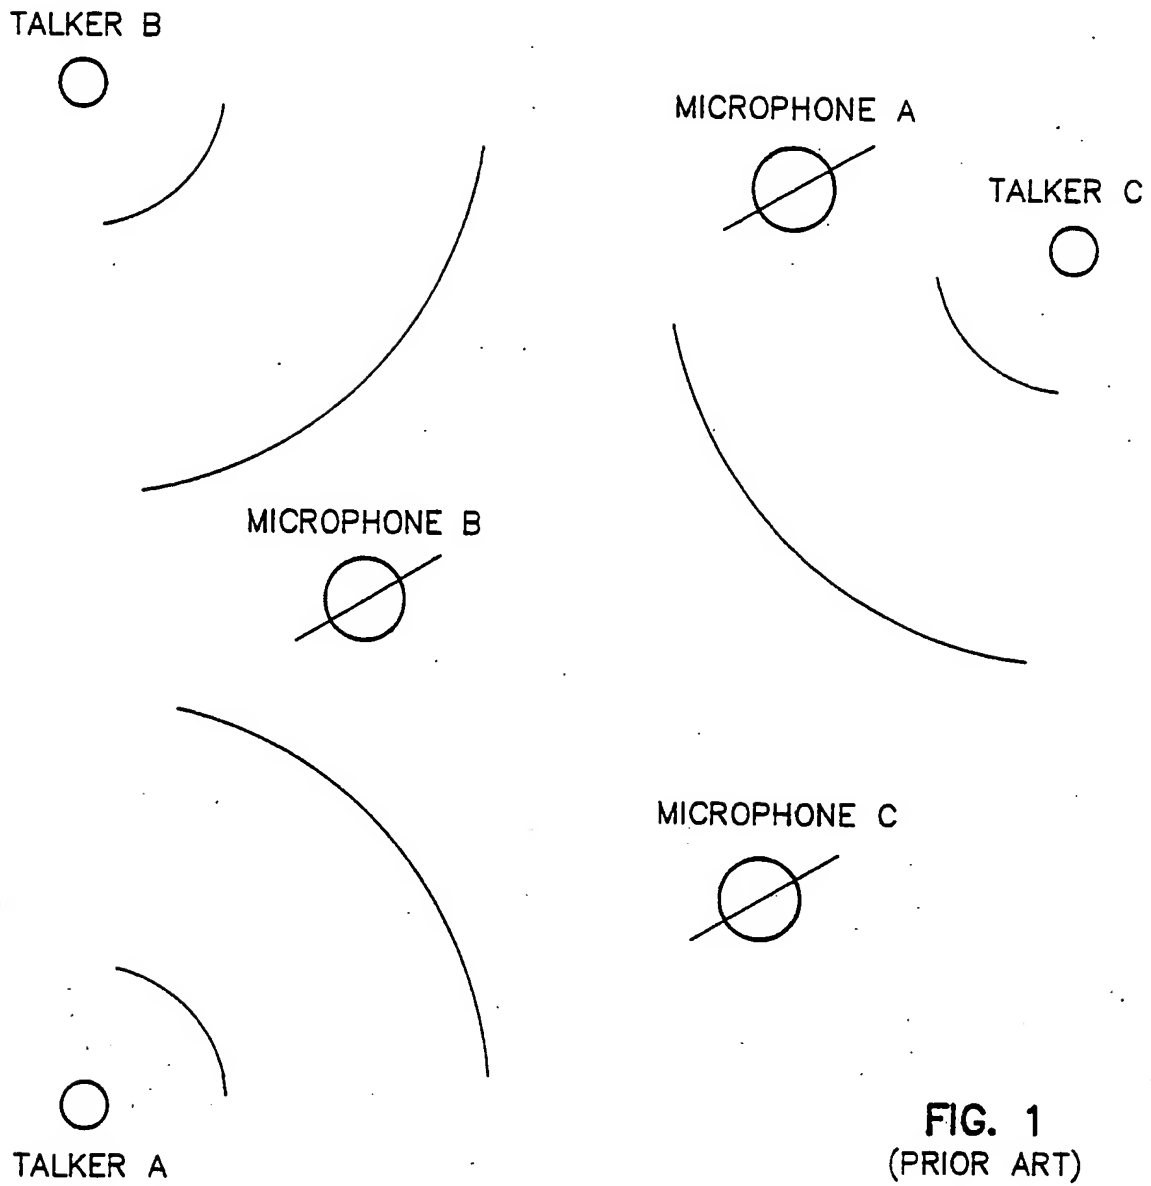 TALKER B
MICROPHONE A
TALKER C
MICROPHONE B
MICROPHONE C
TALKER A
FIG. 1
(PRIOR ART)